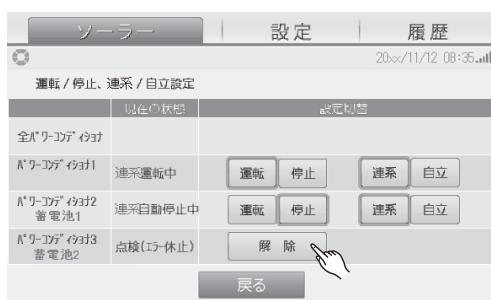 ソーラー 設定 履歴
20xx/11/12 08:35
運転/停止、連系/自立設定
現在の状態 設定切替
全ﾊﾟﾜｰｺﾝﾃﾞｨｼｮﾅ
ﾊﾟﾜｰｺﾝﾃﾞｨｼｮﾅ1 連系運転中 運転 停止 連系 自立
ﾊﾟﾜｰｺﾝﾃﾞｨｼｮﾅ2
蓄電池1 連系自動停止中 運転 停止 連系 自立
ﾊﾟﾜｰｺﾝﾃﾞｨｼｮﾅ3
蓄電池2 点検(ｴﾗｰ休止) 解除
戻る